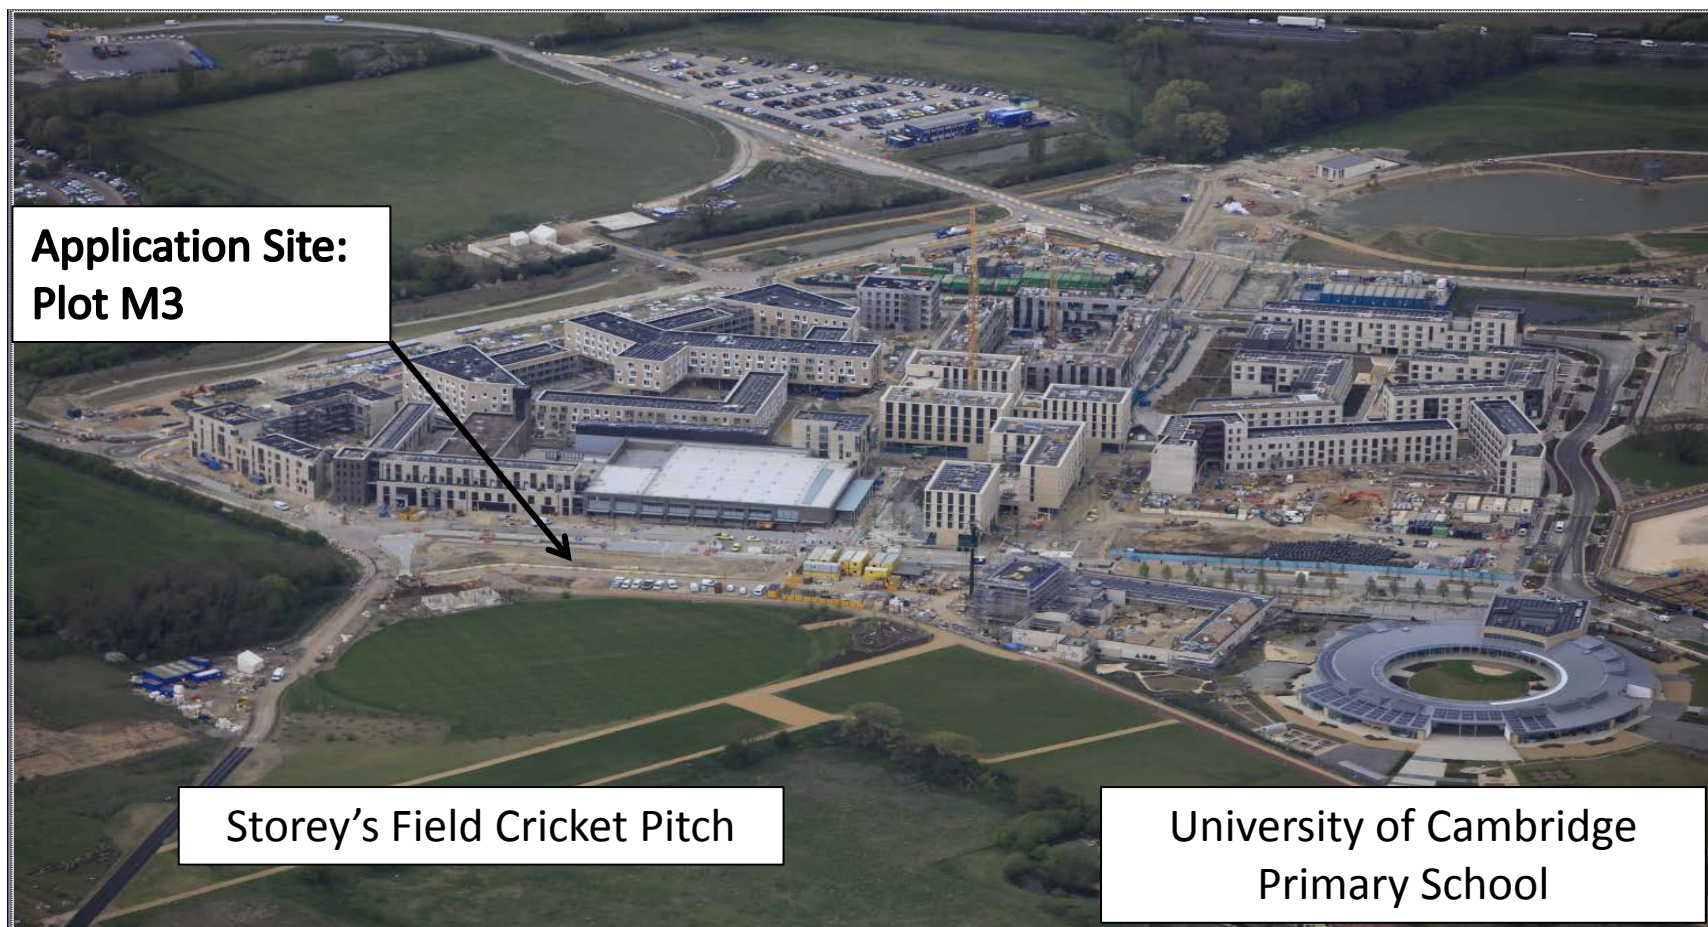 Application Site:
Plot M3
Storey’s Field Cricket Pitch
University of Cambridge
Primary School